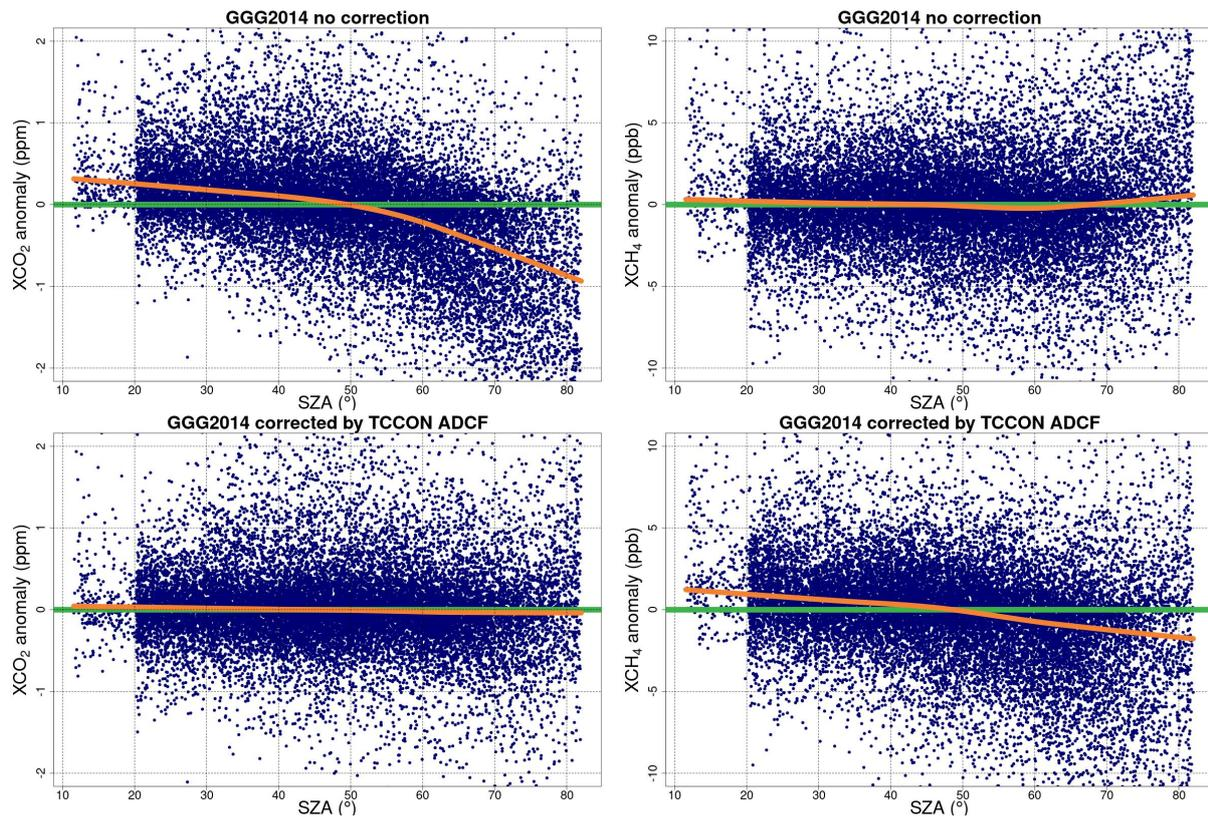 GGG2014 no correction
XCO₂ anomaly (ppm)
2
1
0
-1
-2
10 20 30 40 50 60 70 80
SZA (°)
GGG2014 no correction
XCH₄ anomaly (ppb)
10
5
0
-5
-10
10 20 30 40 50 60 70 80
SZA (°)
GGG2014 corrected by TCCON ADCF
XCO₂ anomaly (ppm)
2
1
0
-1
-2
10 20 30 40 50 60 70 80
SZA (°)
GGG2014 corrected by TCCON ADCF
XCH₄ anomaly (ppb)
10
5
0
-5
-10
10 20 30 40 50 60 70 80
SZA (°)